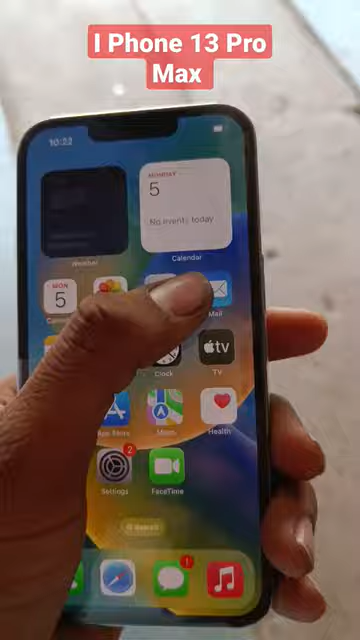 I Phone 13 Pro
Max
10:22
MONDAY
5
No events today
Weather
Calendar
MON
5
Mail
tv
Clock
TV
App Store
Maps
Health
2
Settings
FaceTime
Search
1